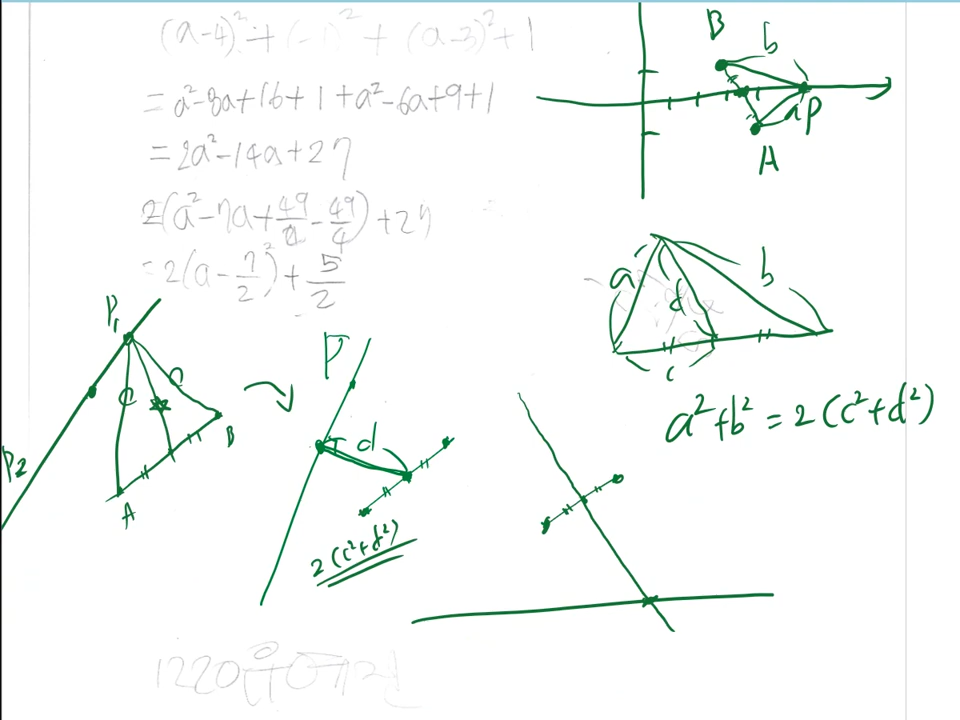 (a-4)²+(-1)²+(a-3)²+1
=a²-8a+16+1+a²-6a+9+1
=2a²-14a+27
2(a²-7a+49/4-49/4)+27
=2(a-7/2)²+5/2
B
b
a
P
A
a
d
b
c
a²+b²=2(c²+d²)
P₁
P₂
A
B
P
d
2(c²+d²)